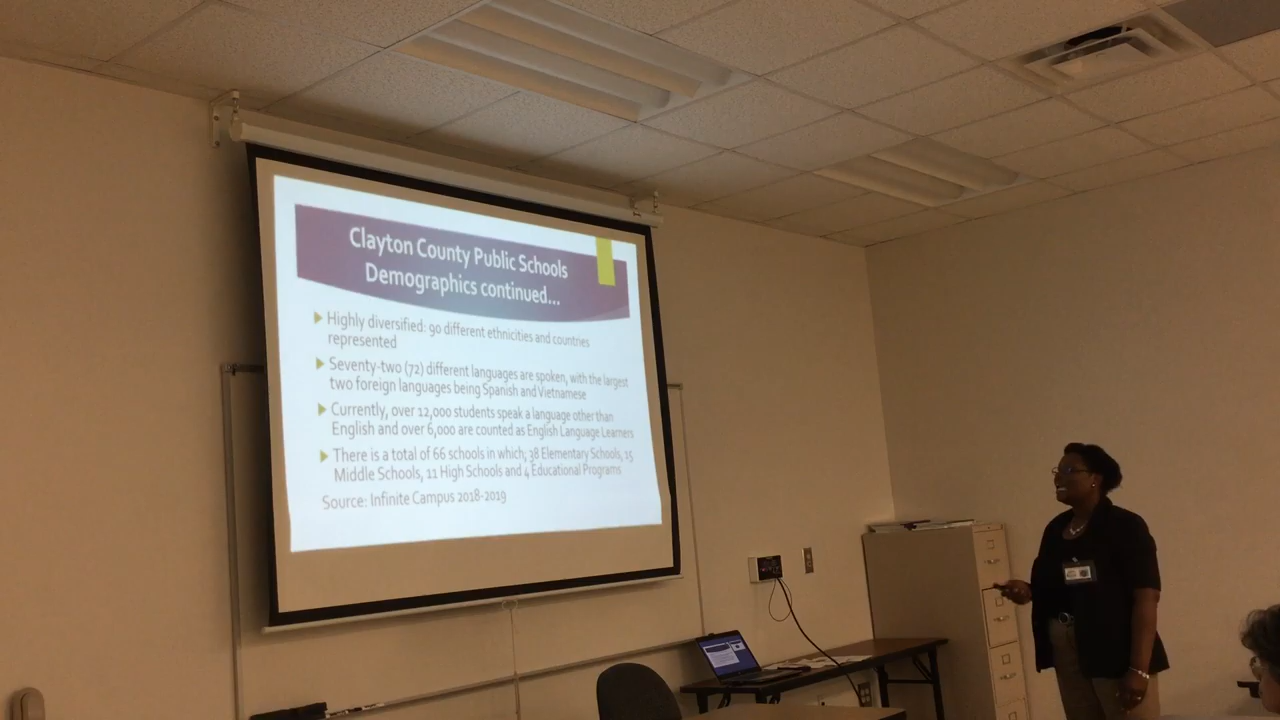 Clayton County Public Schools
Demographics continued...
Highly diversified: 90 different ethnicities and countries
represented
Seventy-two (72) different languages are spoken, with the largest
two foreign languages being Spanish and Vietnamese
Currently, over 12,000 students speak a language other than
English and over 6,000 are counted as English Language Learners
There is a total of 66 schools in which, 38 Elementary Schools, 15
Middle Schools, 11 High Schools and 4 Educational Programs
Source: Infinite Campus 2018-2019